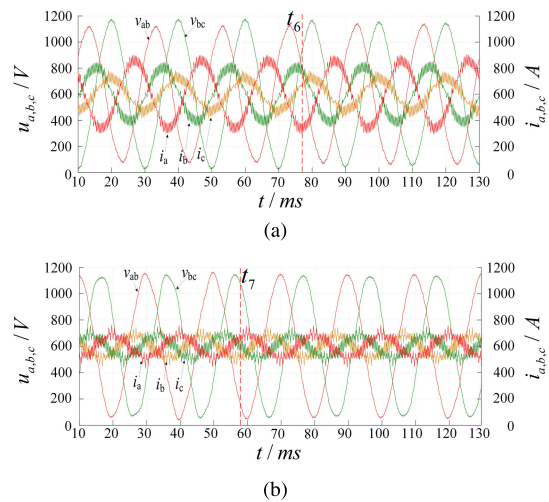 1200 1200
1000 1000
800 800
600 600
400 400
200 200
0 0
v_ab v_bc t_6
i_a i_b i_c
u_{a,b,c} / V
i_{a,b,c} / A
10 20 30 40 50 60 70 80 90 100 110 120 130
t / ms
(a)
1200 1200
1000 1000
800 800
600 600
400 400
200 200
0 0
v_ab v_bc t_7
i_a i_b i_c
u_{a,b,c} / V
i_{a,b,c} / A
10 20 30 40 50 60 70 80 90 100 110 120 130
t / ms
(b)